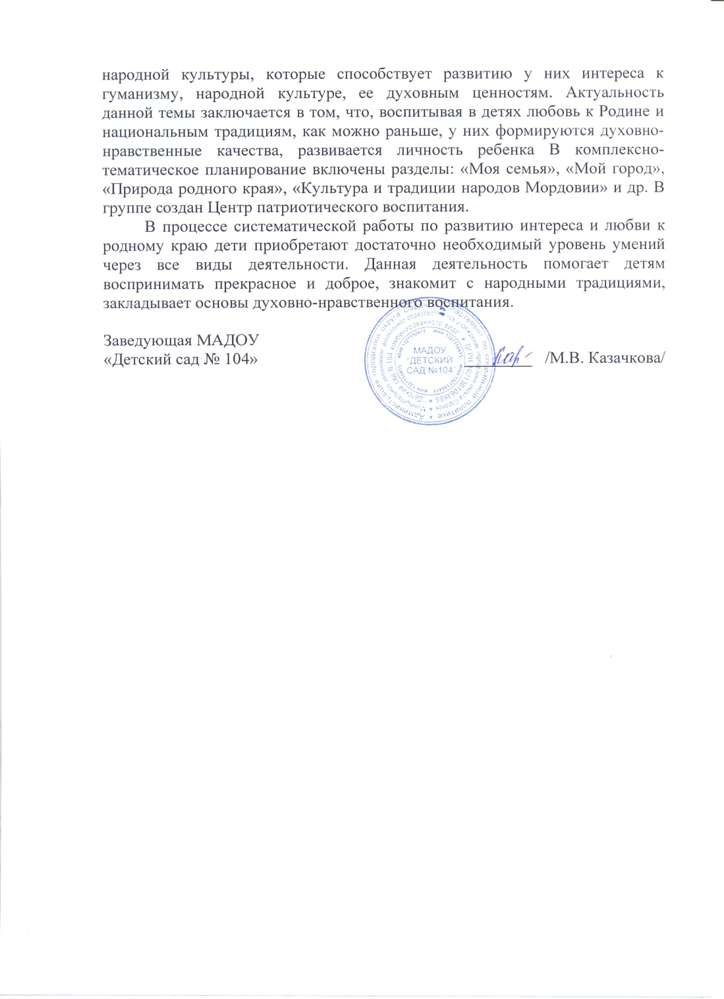 народной культуры, которые способствует развитию у них интереса к
гуманизму, народной культуре, ее духовным ценностям. Актуальность
данной темы заключается в том, что, воспитывая в детях любовь к Родине и
национальным традициям, как можно раньше, у них формируются духовно-
нравственные качества, развивается личность ребенка В комплексно-
тематическое планирование включены разделы: «Моя семья», «Мой город»,
«Природа родного края», «Культура и традиции народов Мордовии» и др. В
группе создан Центр патриотического воспитания.
В процессе систематической работы по развитию интереса и любви к
родному краю дети приобретают достаточно необходимый уровень умений
через все виды деятельности. Данная деятельность помогает детям
воспринимать прекрасное и доброе, знакомит с народными традициями,
закладывает основы духовно-нравственного воспитания.
Заведующая МАДОУ
«Детский сад № 104» /М.В. Казачкова/
МАДОУ
"ДЕТСКИЙ
САД №104"